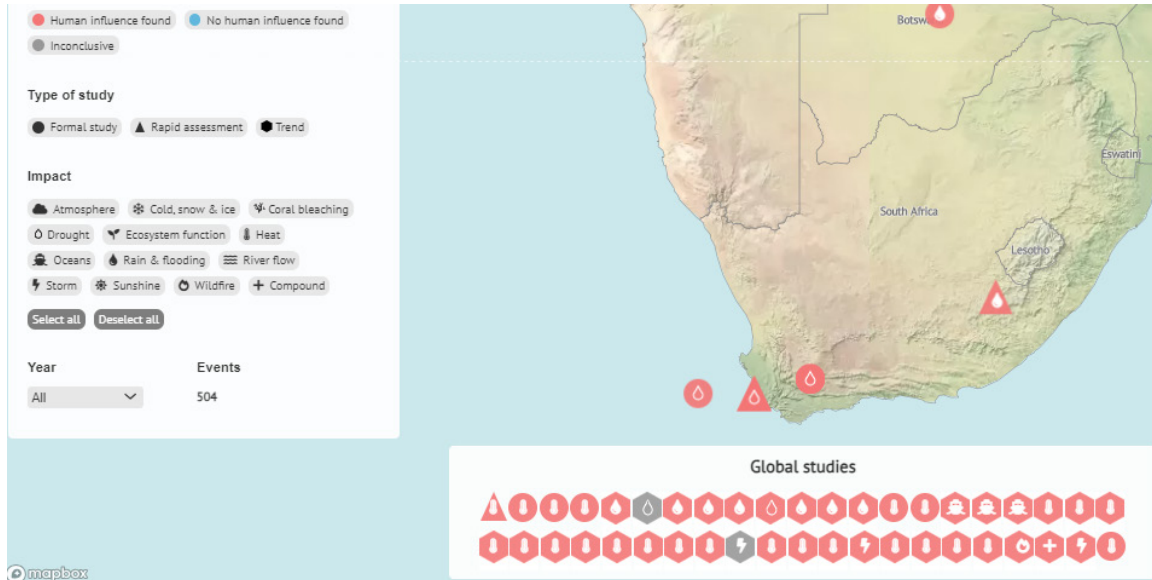 Human influence found No human influence found
Inconclusive
Type of study
Formal study Rapid assessment Trend
Impact
Atmosphere Cold, snow & ice Coral bleaching
Drought Ecosystem function Heat
Oceans Rain & flooding River flow
Storm Sunshine Wildfire Compound
Select all Deselect all
Year Events
All 504
Eswatini
South Africa
Lesotho
Global studies
mapbox